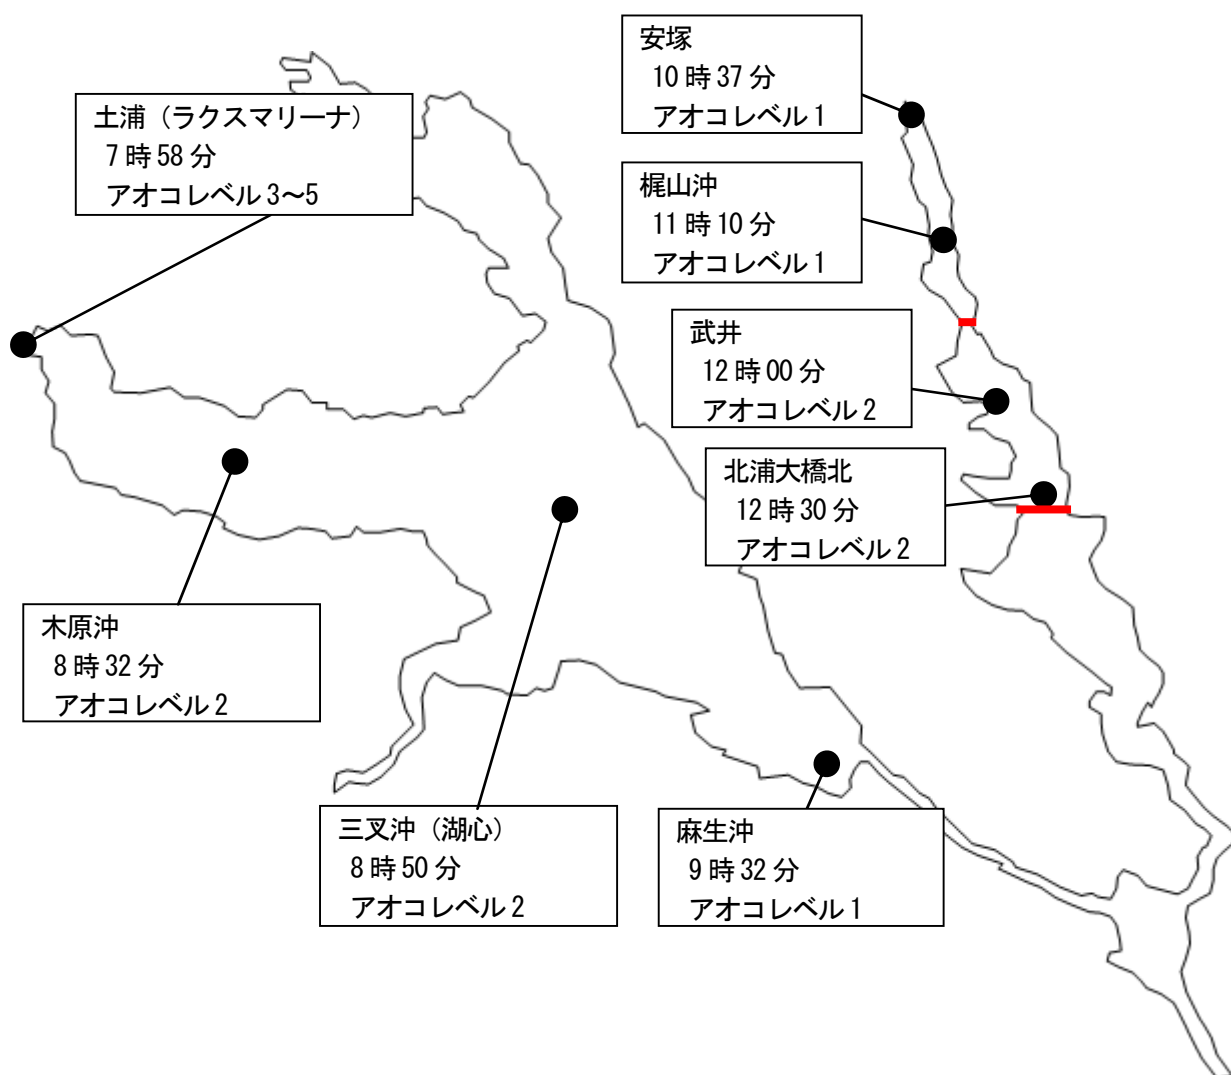 安塚
10時37分
アオコレベル1
土浦（ラクスマリーナ）
7時58分
アオコレベル3～5
梶山沖
11時10分
アオコレベル1
武井
12時00分
アオコレベル2
北浦大橋北
12時30分
アオコレベル2
木原沖
8時32分
アオコレベル2
三叉沖（湖心）
8時50分
アオコレベル2
麻生沖
9時32分
アオコレベル1